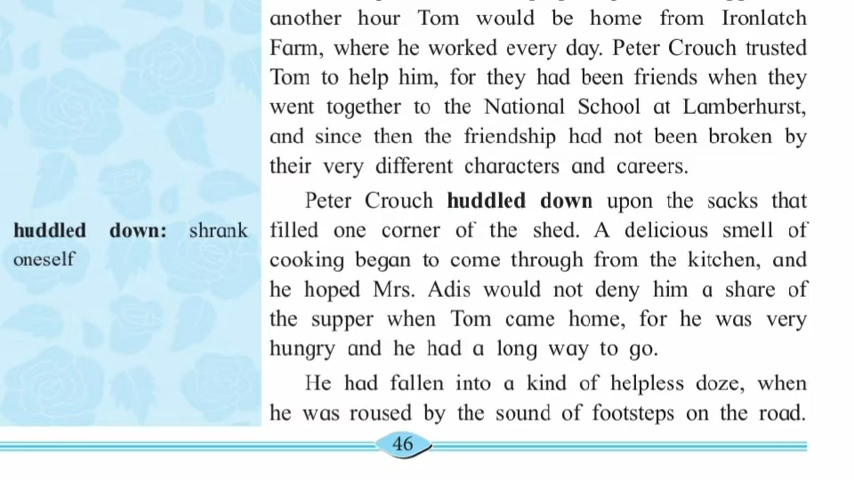 another hour Tom would be home from Ironlatch
Farm, where he worked every day. Peter Crouch trusted
Tom to help him, for they had been friends when they
went together to the National School at Lamberhurst,
and since then the friendship had not been broken by
their very different characters and careers.
Peter Crouch huddled down upon the sacks that
filled one corner of the shed. A delicious smell of
cooking began to come through from the kitchen, and
he hoped Mrs. Adis would not deny him a share of
the supper when Tom came home, for he was very
hungry and he had a long way to go.
He had fallen into a kind of helpless doze, when
he was roused by the sound of footsteps on the road.
huddled down: shrank
oneself
46